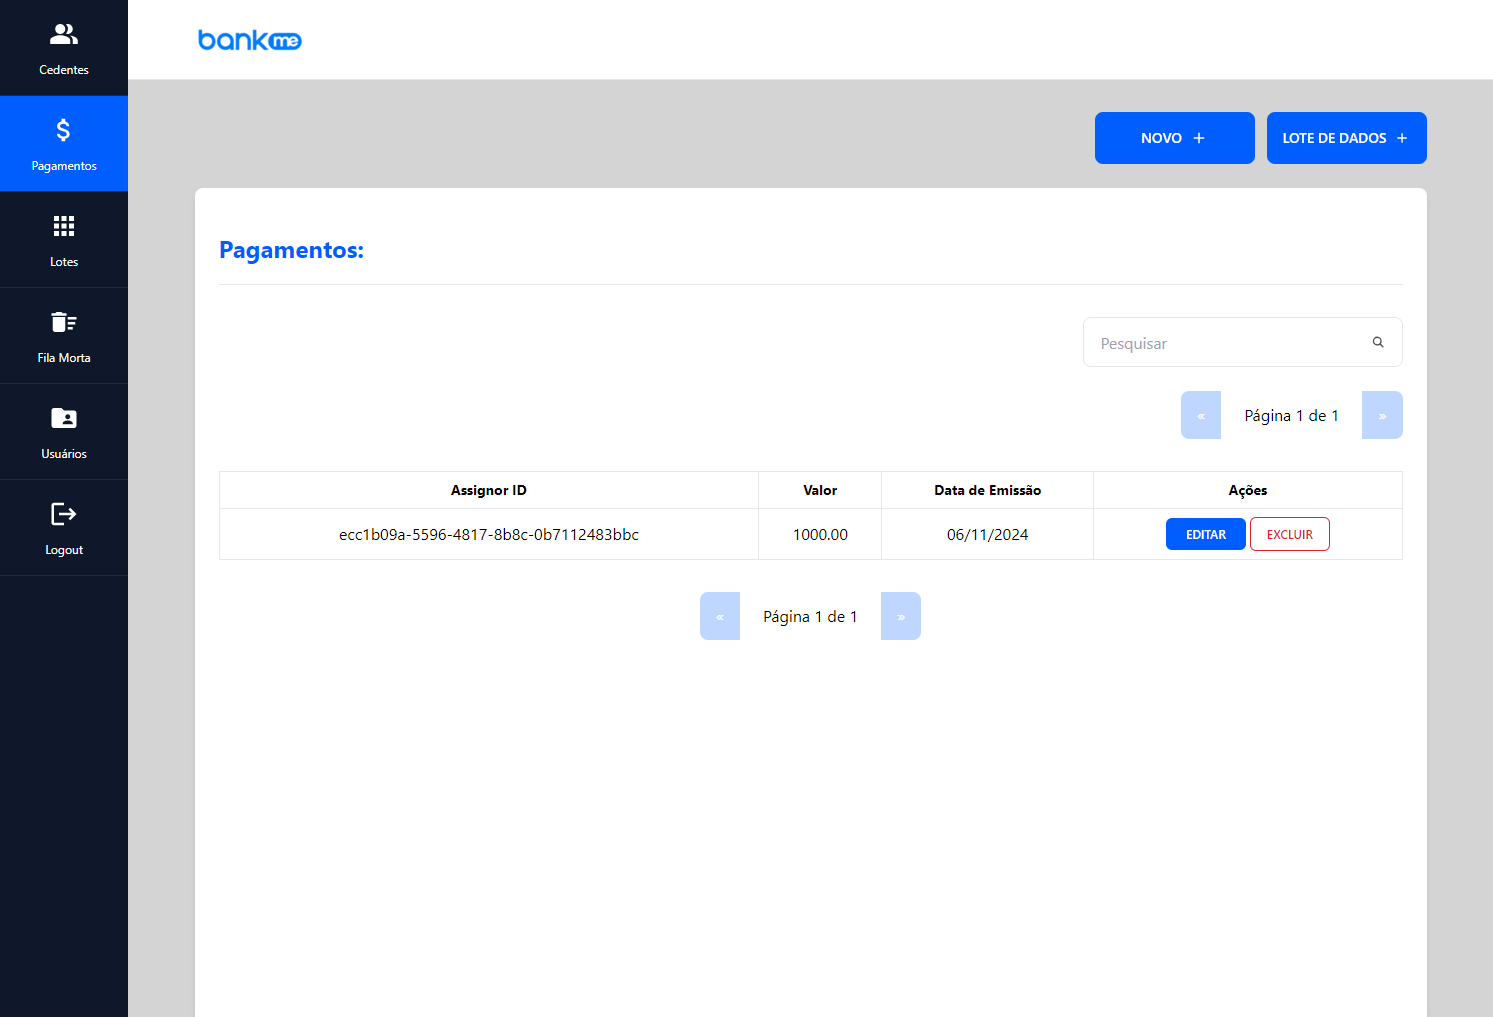 Cedentes
Pagamentos
Lotes
Fila Morta
Usuários
Logout
bankme
NOVO +
LOTE DE DADOS +
Pagamentos:
Pesquisar
« Página 1 de 1 »
Assignor ID Valor Data de Emissão Ações
ecc1b09a-5596-4817-8b8c-0b7112483bbc 1000.00 06/11/2024 EDITAR EXCLUIR
« Página 1 de 1 »